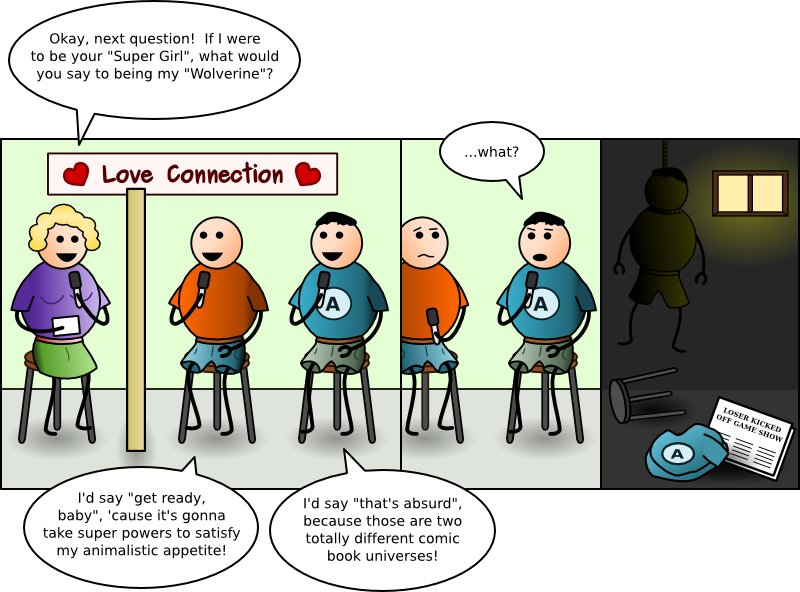 Okay, next question!  If I were
to be your "Super Girl", what would
you say to being my "Wolverine"?
Love Connection
A
I'd say "get ready,
baby", 'cause it's gonna
take super powers to satisfy
my animalistic appetite!
I'd say "that's absurd",
because those are two
totally different comic
book universes!
...what?
A
LOSER KICKED
OFF GAME SHOW
A